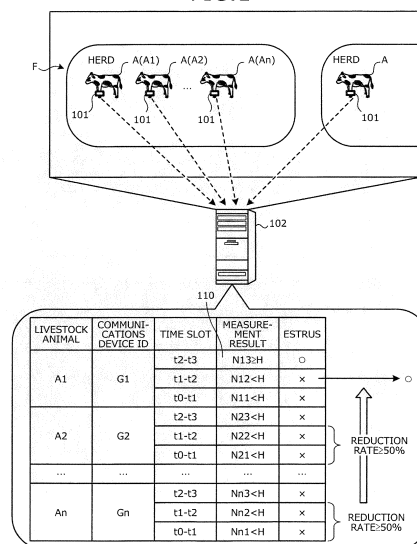 F
HERD A(A1) A(A2) A(An)
...
101 101 101
HERD A
101
102
110
LIVESTOCK ANIMAL COMMUNI-CATIONS DEVICE ID TIME SLOT MEASURE-MENT RESULT ESTRUS
A1 G1 t2-t3 N13≥H ○
t1-t2 N12<H × ○
t0-t1 N11<H ×
A2 G2 t2-t3 N23<H ×
t1-t2 N22<H ×
t0-t1 N21<H ×
REDUCTION RATE≥50%
... ... ... ... ...
An Gn t2-t3 Nn3<H ×
t1-t2 Nn2<H ×
t0-t1 Nn1<H ×
REDUCTION RATE≥50%